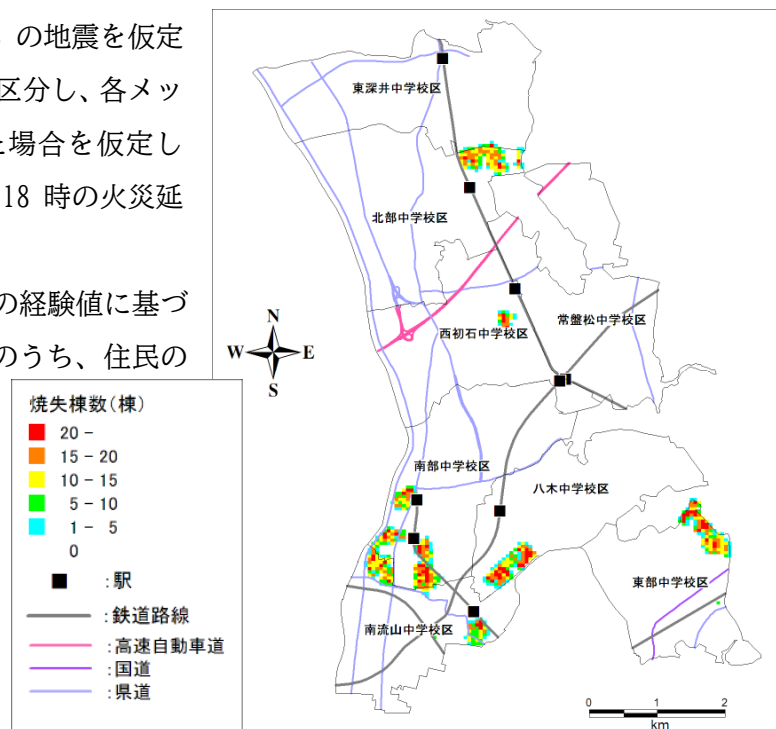 の地震を仮定
区分し、各メッ
場合を仮定し
18 時の火災延
の経験値に基づ
のうち、住民の
東深井中学校区
北部中学校区
常盤松中学校区
西初石中学校区
N
W E
S
南部中学校区
八木中学校区
東部中学校区
南流山中学校区
焼失棟数(棟)
20 -
15 - 20
10 - 15
5 - 10
1 - 5
0
:駅
:鉄道路線
:高速自動車道
:国道
:県道
0 1 2
km